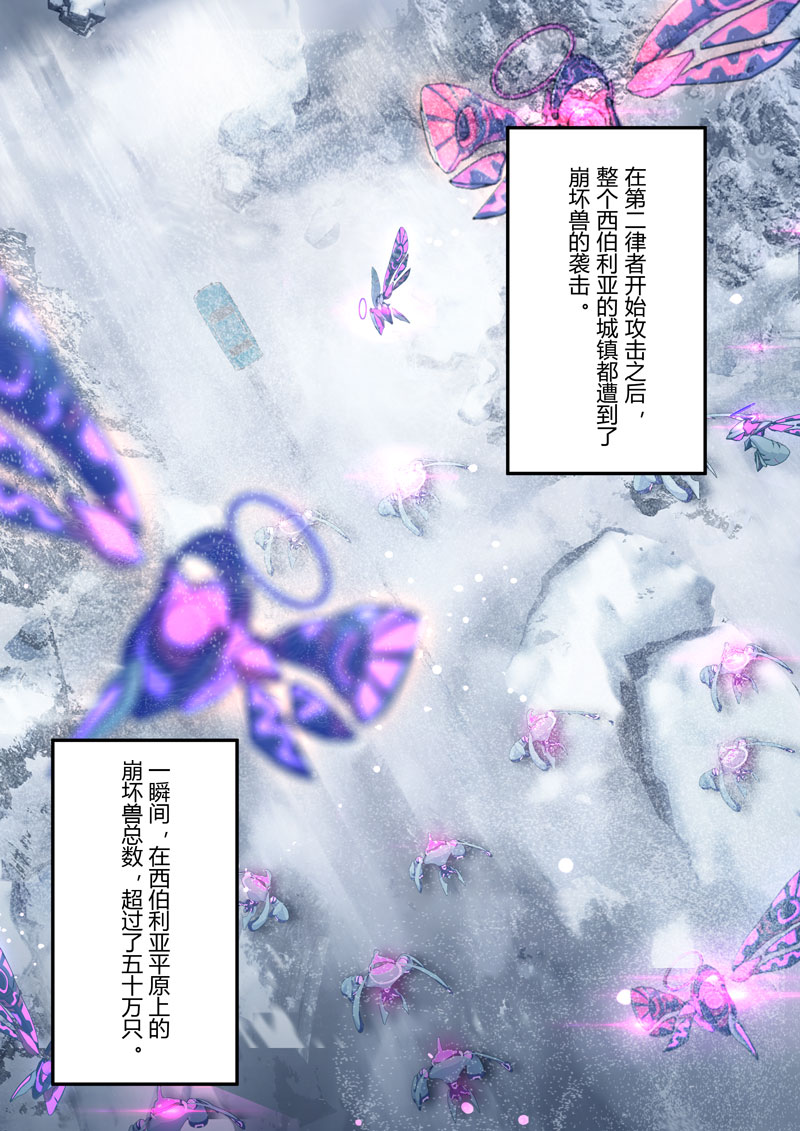 在第二律者开始攻击之后，
整个西伯利亚的城镇都遭到了
崩坏兽的袭击。
一瞬间，在西伯利亚平原上的
崩坏兽总数，超过了五十万只。